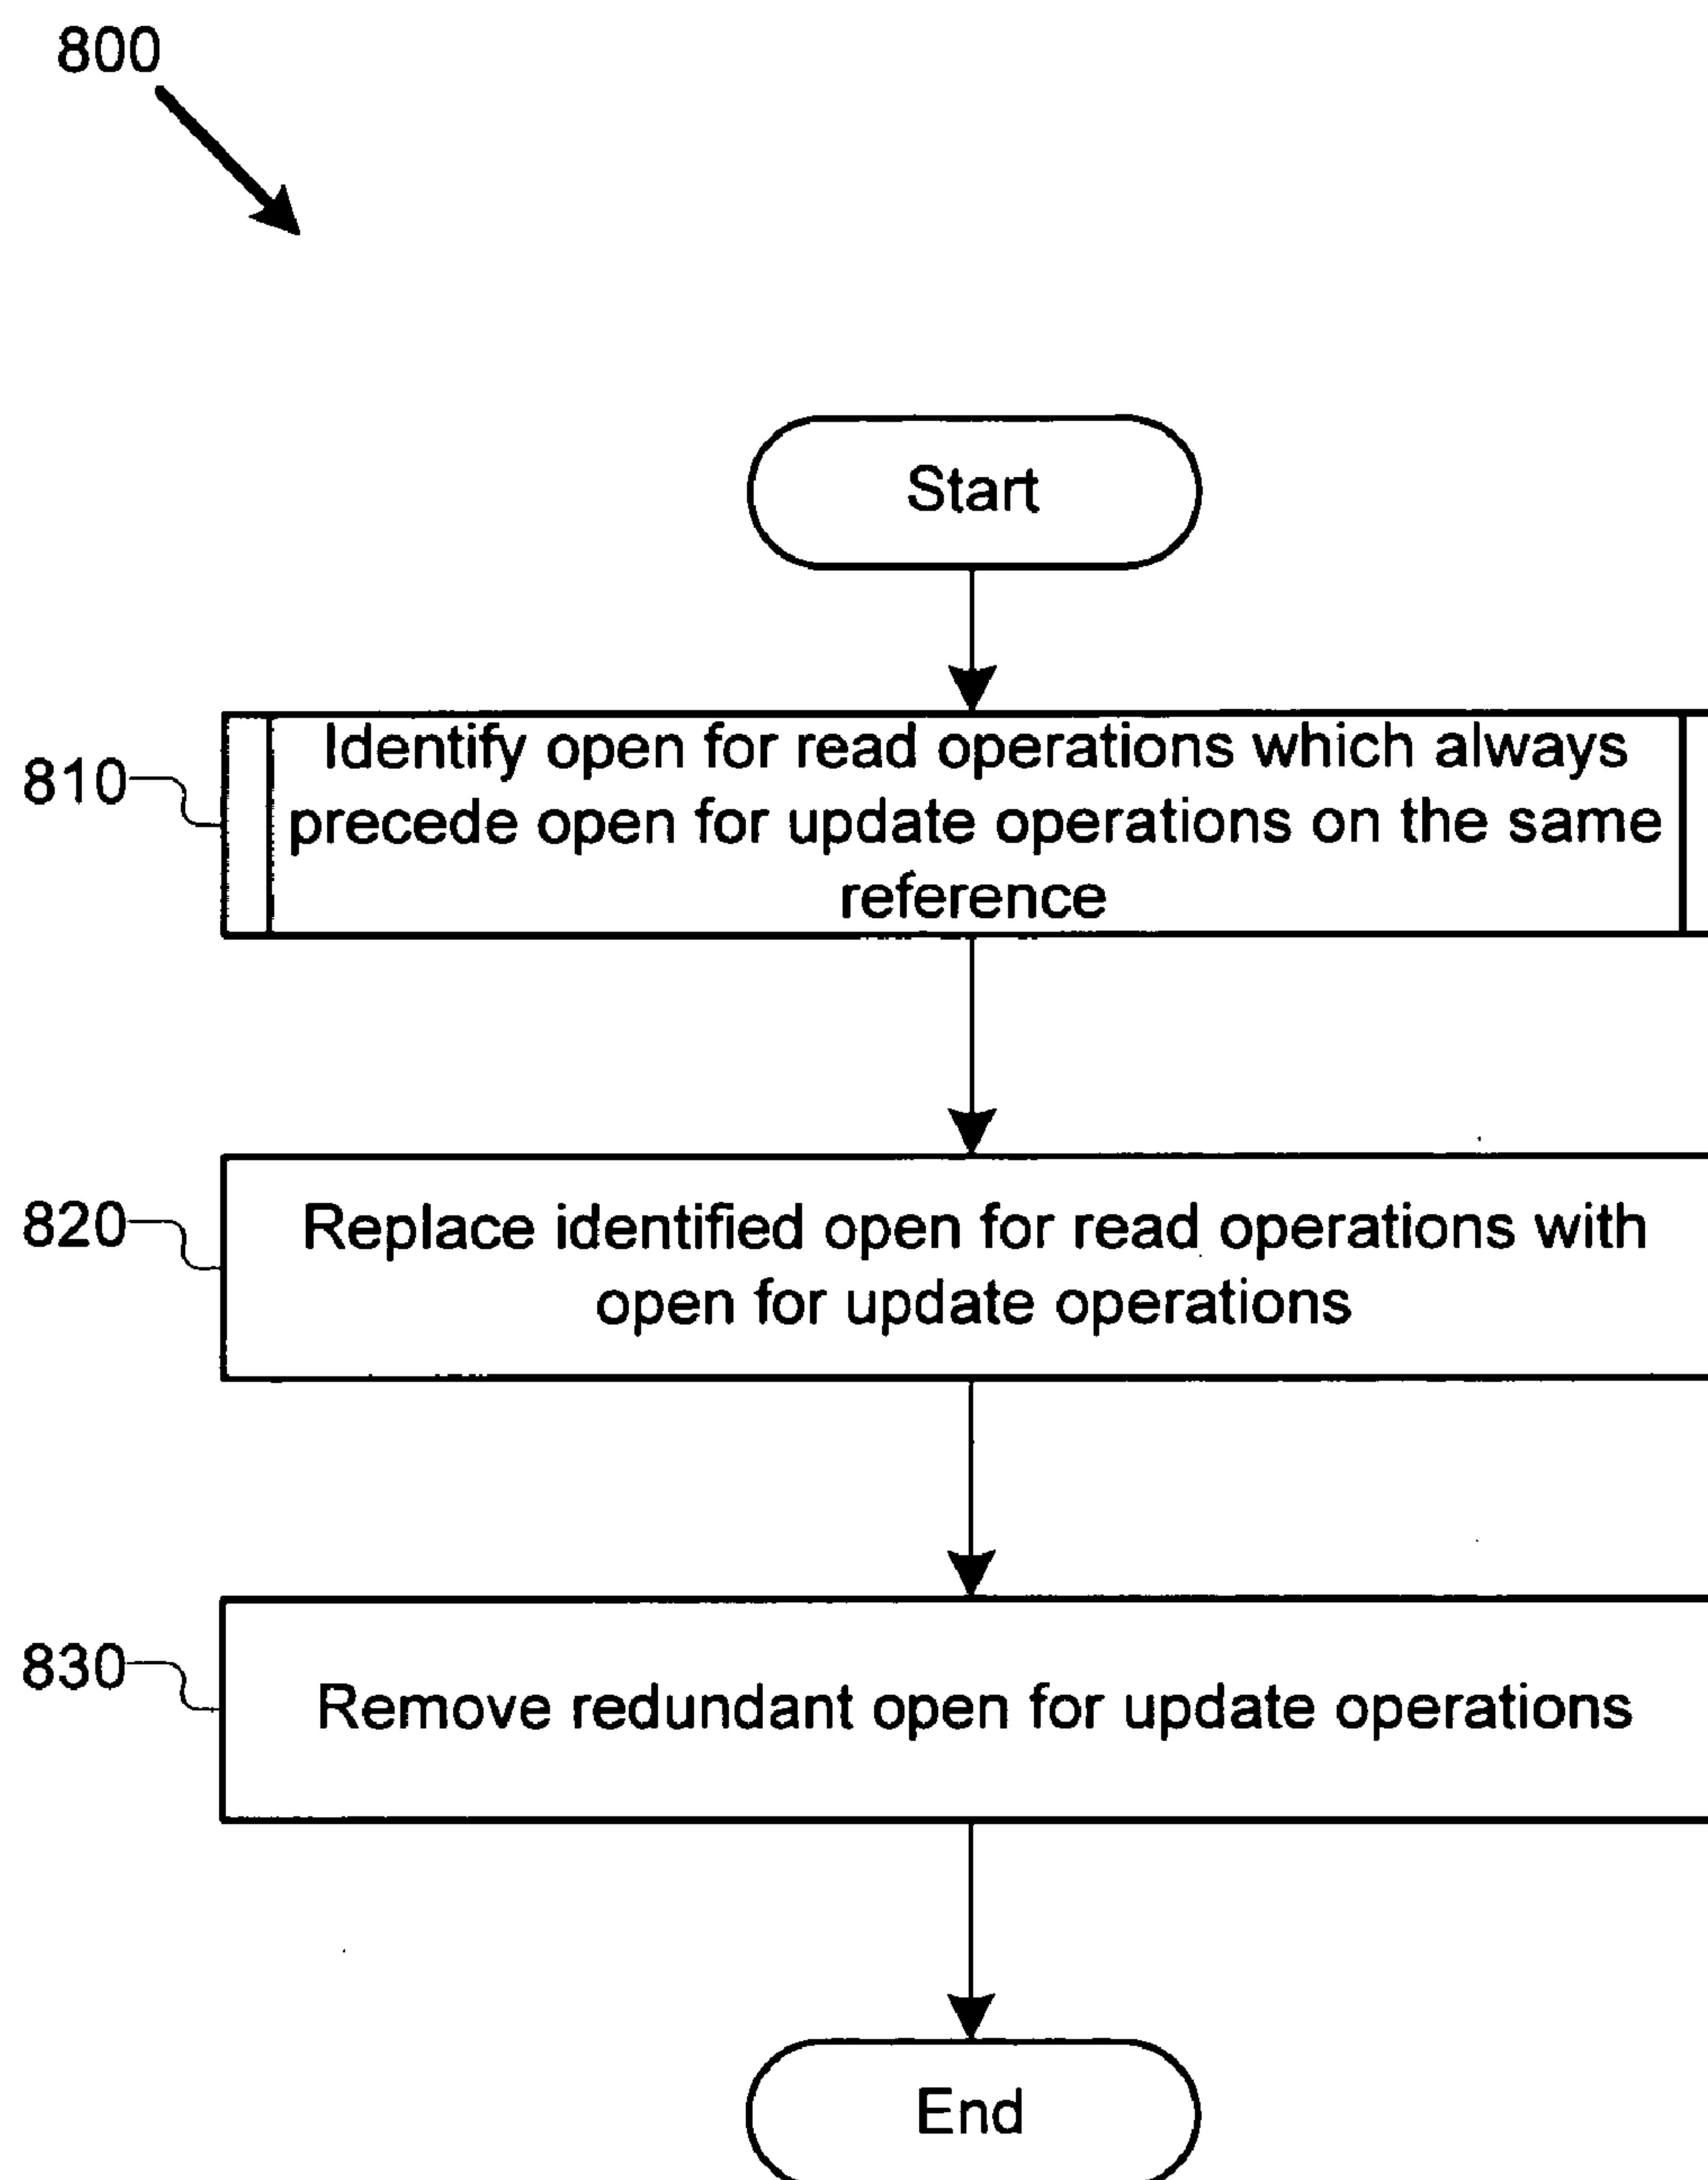 800
Start
810
Identify open for read operations which always
precede open for update operations on the same
reference
820
Replace identified open for read operations with
open for update operations
830
Remove redundant open for update operations
End